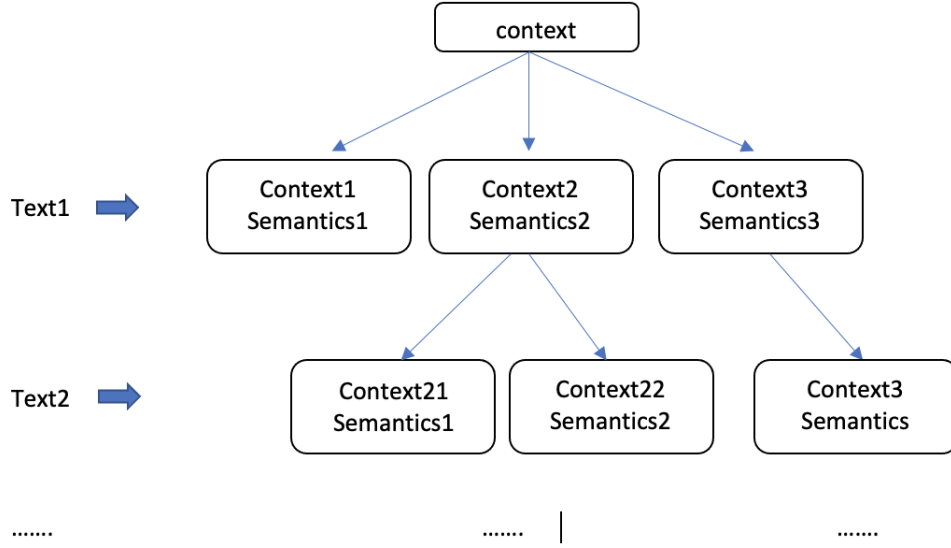 context
Text1
Context1
Semantics1
Context2
Semantics2
Context3
Semantics3
Text2
Context21
Semantics1
Context22
Semantics2
Context3
Semantics
....... ....... | .......